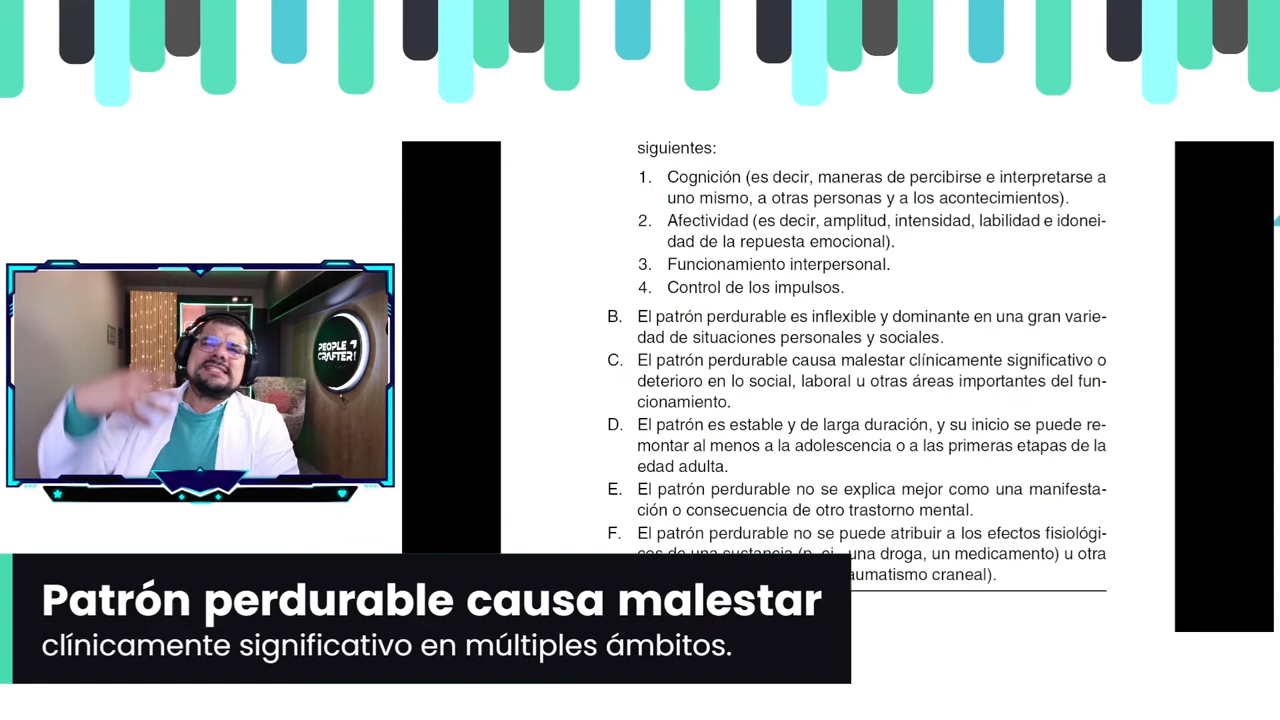 siguientes:
1. Cognición (es decir, maneras de percibirse e interpretarse a
uno mismo, a otras personas y a los acontecimientos).
2. Afectividad (es decir, amplitud, intensidad, labilidad e idonei-
dad de la repuesta emocional).
3. Funcionamiento interpersonal.
4. Control de los impulsos.
B. El patrón perdurable es inflexible y dominante en una gran varie-
dad de situaciones personales y sociales.
C. El patrón perdurable causa malestar clínicamente significativo o
deterioro en lo social, laboral u otras áreas importantes del fun-
cionamiento.
D. El patrón es estable y de larga duración, y su inicio se puede re-
montar al menos a la adolescencia o a las primeras etapas de la
edad adulta.
E. El patrón perdurable no se explica mejor como una manifesta-
ción o consecuencia de otro trastorno mental.
F. El patrón perdurable no se puede atribuir a los efectos fisiológi-
cos de una sustancia (p. ej., una droga, un medicamento) u otra
aumatismo craneal).
PEOPLE
CRAFTER!
Patrón perdurable causa malestar
clínicamente significativo en múltiples ámbitos.